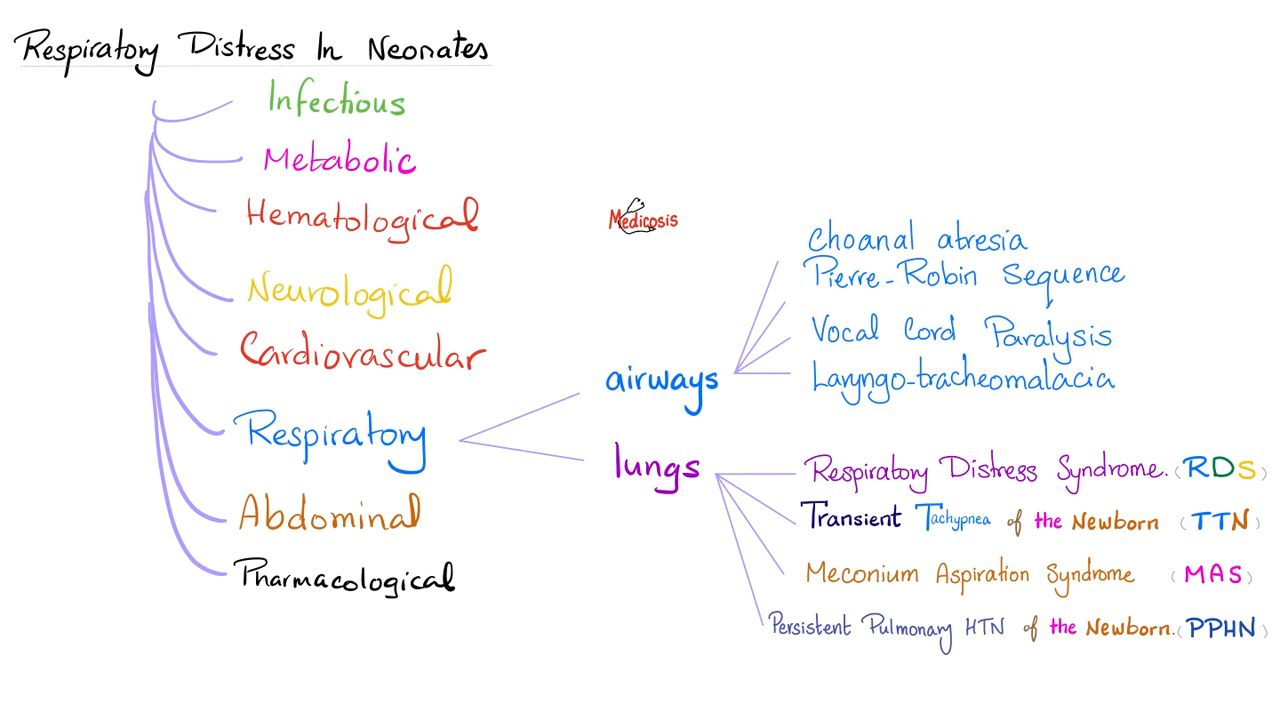 Respiratory Distress In Neonates
Infectious
Metabolic
Hematological
Neurological
Cardiovascular
Respiratory
Abdominal
Pharmacological
Medicosis
airways
lungs
Choanal atresia
Pierre-Robin Sequence
Vocal Cord Paralysis
Laryngo-tracheomalacia
Respiratory Distress Syndrome. (RDS)
Transient Tachypnea of the Newborn (TTN)
Meconium Aspiration Syndrome (MAS)
Persistent Pulmonary HTN of the Newborn. (PPHN)